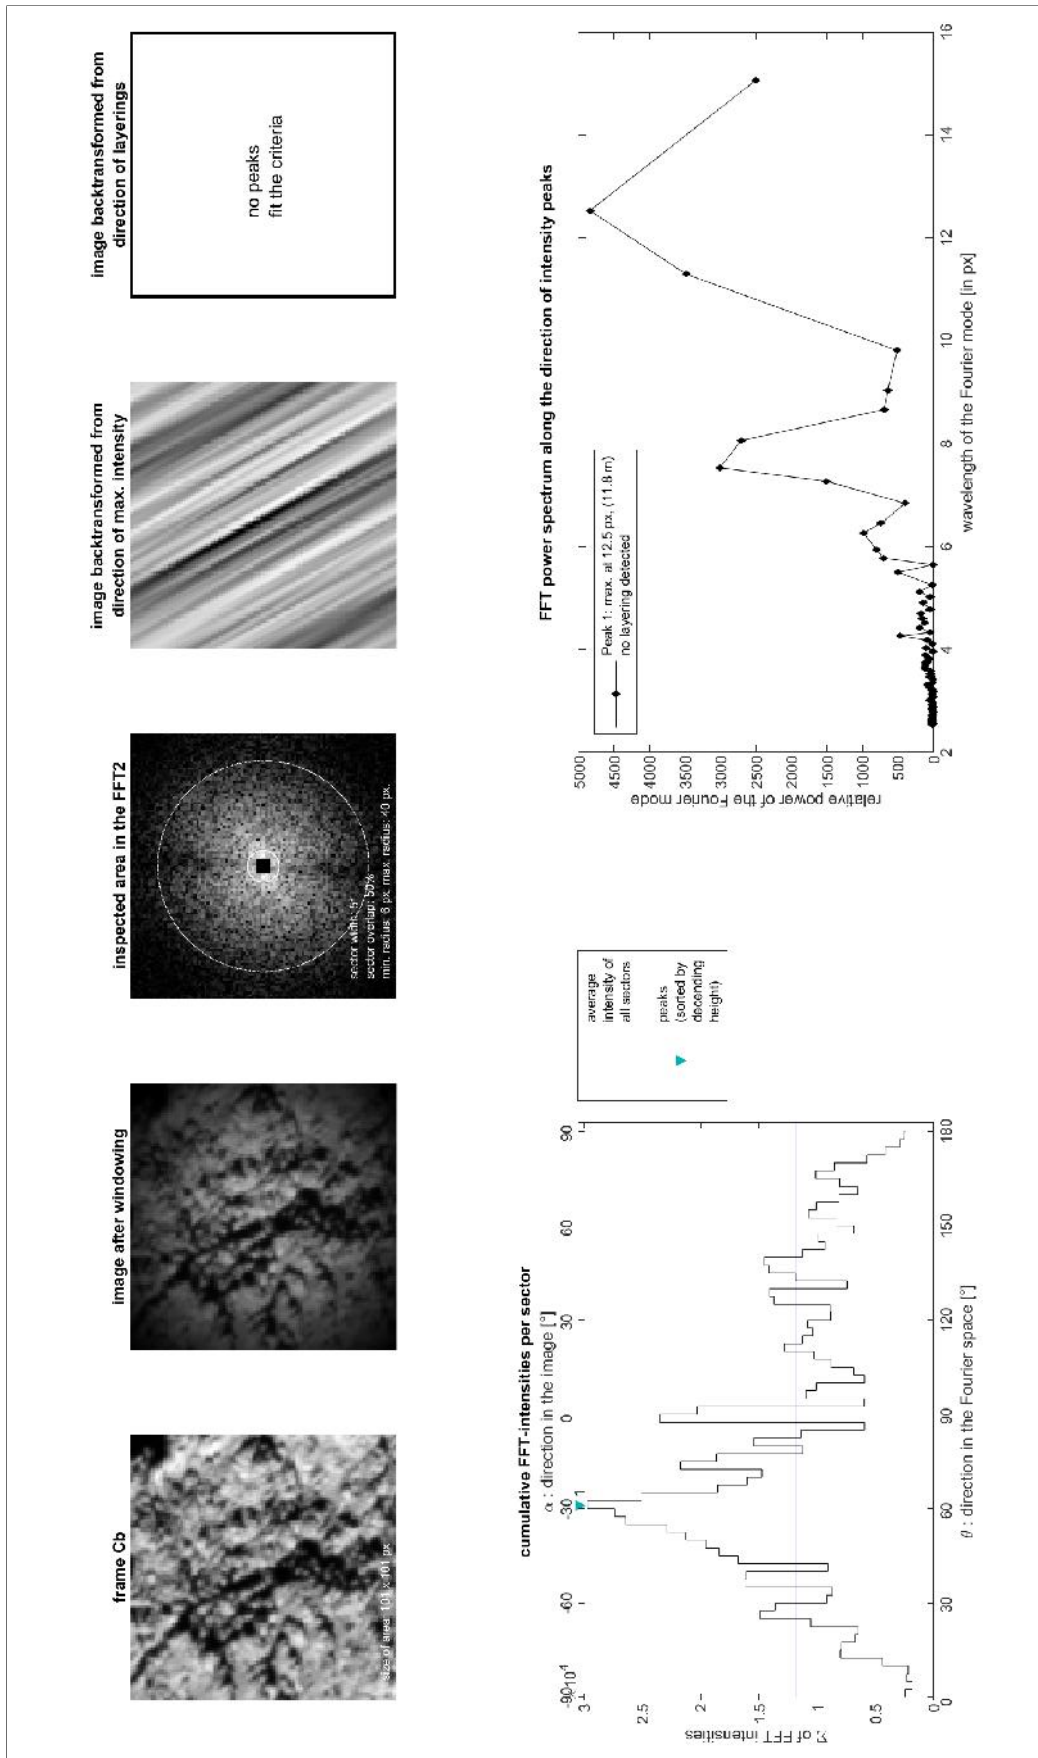 frame Cb
size of area: 101 x 101 px
image after windowing
inspected area in the FFT2
sector width: 5°
sector overlap: 50%
min. radius: 6 px, max. radius: 40 px.
image backtransformed from
direction of max. intensity
image backtransformed from
direction of layerings
no peaks
fit the criteria
cumulative FFT-intensities per sector
α : direction in the image [°]
-90 -60 -30 0 30 60 90
10⁴
3
2.5
2
1.5
1
0.5
0
Σ of FFT intensities
1
0 30 60 90 120 150 180
θ : direction in the Fourier space [°]
average
intensity of
all sectors
peaks
(sorted by
decending
height)
FFT power spectrum along the direction of intensity peaks
5000
4500
4000
3500
3000
2500
2000
1500
1000
500
0
relative power of the Fourier mode
Peak 1: max. at 12.5 px, (11.8 m)
no layering detected
2 4 6 8 10 12 14 16
wavelength of the Fourier mode [in px]